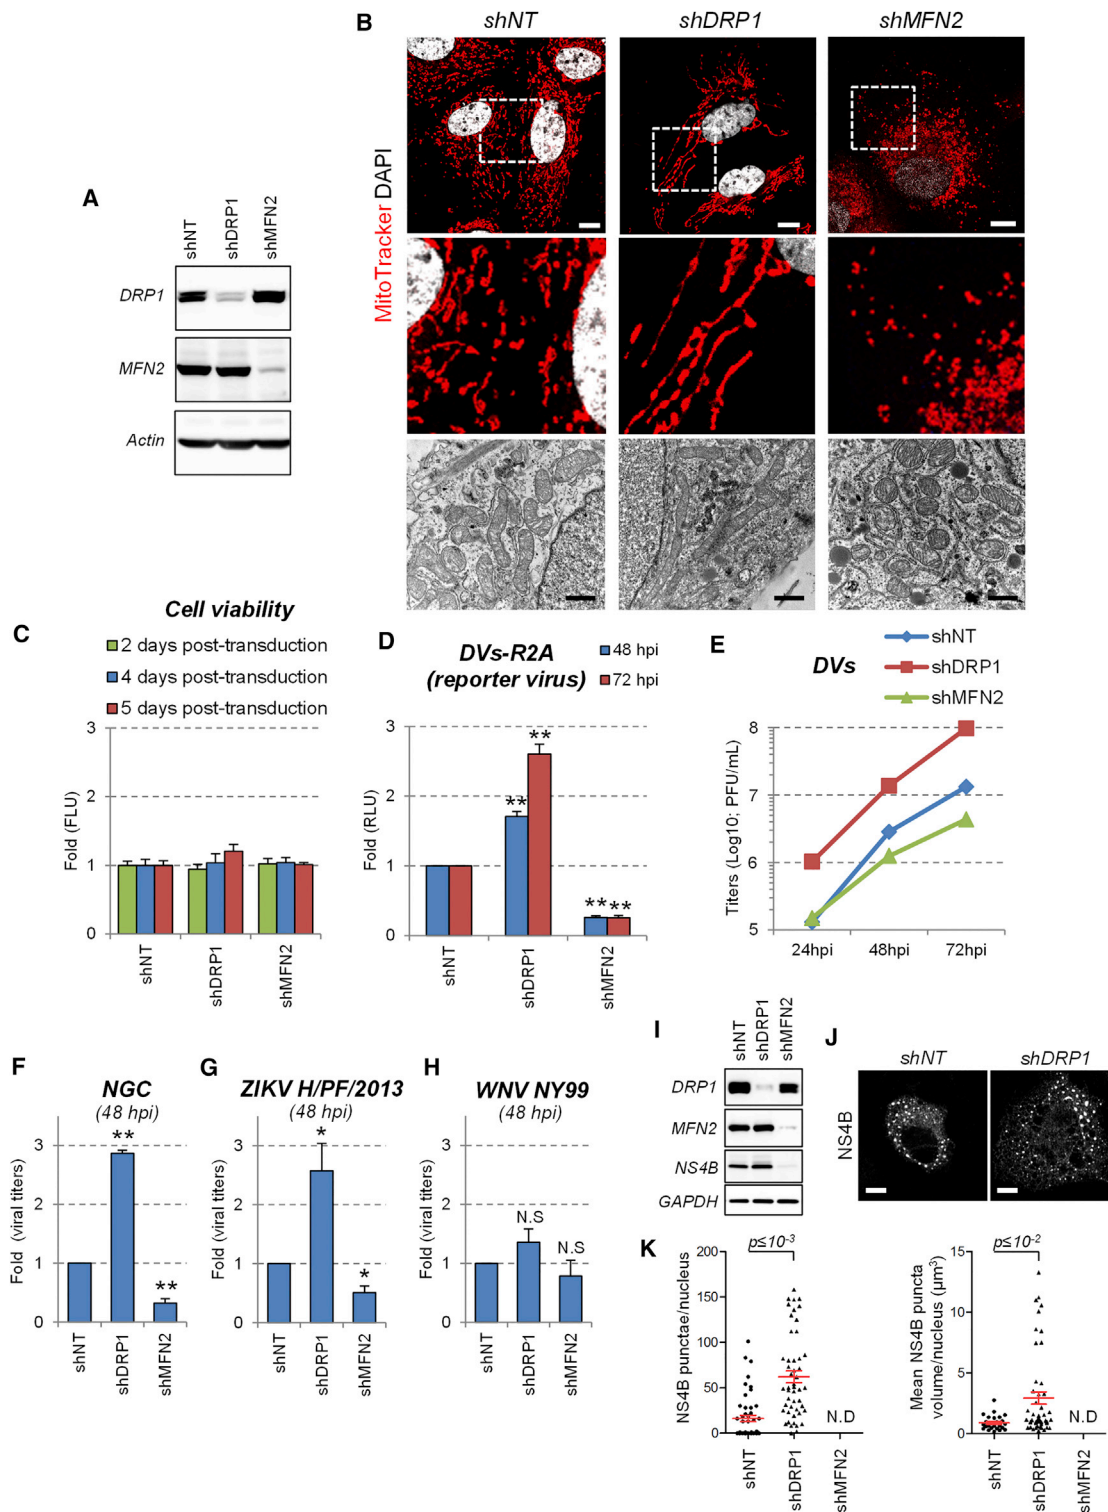 A
shNT
shDRP1
shMFN2
DRP1
MFN2
Actin
B
shNT
shDRP1
shMFN2
MitoTracker DAPI
C
Cell viability
2 days post-transduction
4 days post-transduction
5 days post-transduction
Fold (FLU)
3
2
1
0
shNT
shDRP1
shMFN2
D
DVs-R2A
(reporter virus)
48 hpi
72 hpi
Fold (RLU)
3
2
1
0
**
**
**
**
shNT
shDRP1
shMFN2
E
DVs
shNT
shDRP1
shMFN2
Titers (Log10; PFU/mL)
8
7
6
5
24hpi
48hpi
72hpi
F
NGC
(48 hpi)
Fold (viral titers)
3
2
1
0
**
**
shNT
shDRP1
shMFN2
G
ZIKV H/PF/2013
(48 hpi)
Fold (viral titers)
3
2
1
0
*
*
shNT
shDRP1
shMFN2
H
WNV NY99
(48 hpi)
Fold (viral titers)
3
2
1
0
N.S
N.S
shNT
shDRP1
shMFN2
I
shNT
shDRP1
shMFN2
DRP1
MFN2
NS4B
GAPDH
J
shNT
shDRP1
NS4B
K
p≤10⁻³
NS4B punctae/nucleus
200
150
100
50
0
N.D
shNT
shDRP1
shMFN2
p≤10⁻²
Mean NS4B puncta
volume/nucleus (µm³)
15
10
5
0
N.D
shNT
shDRP1
shMFN2